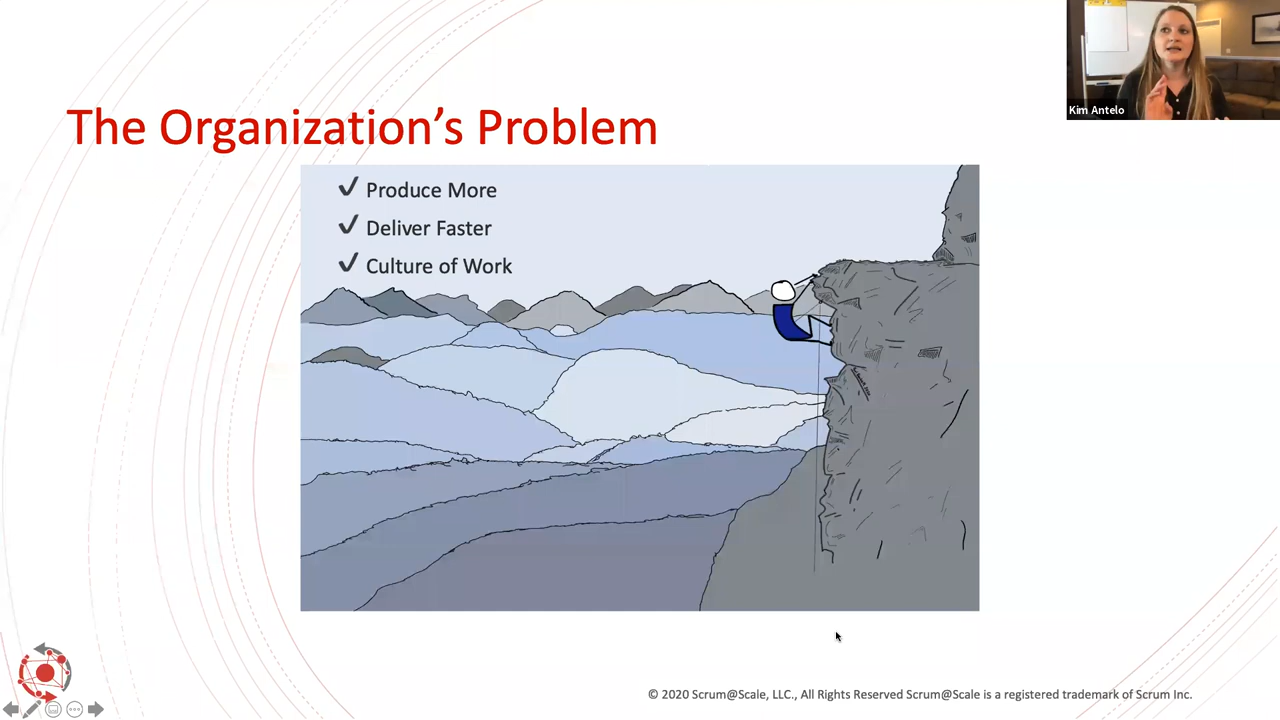 Kim Antelo
The Organization's Problem
✓ Produce More
✓ Deliver Faster
✓ Culture of Work
© 2020 Scrum@Scale, LLC., All Rights Reserved Scrum@Scale is a registered trademark of Scrum Inc.